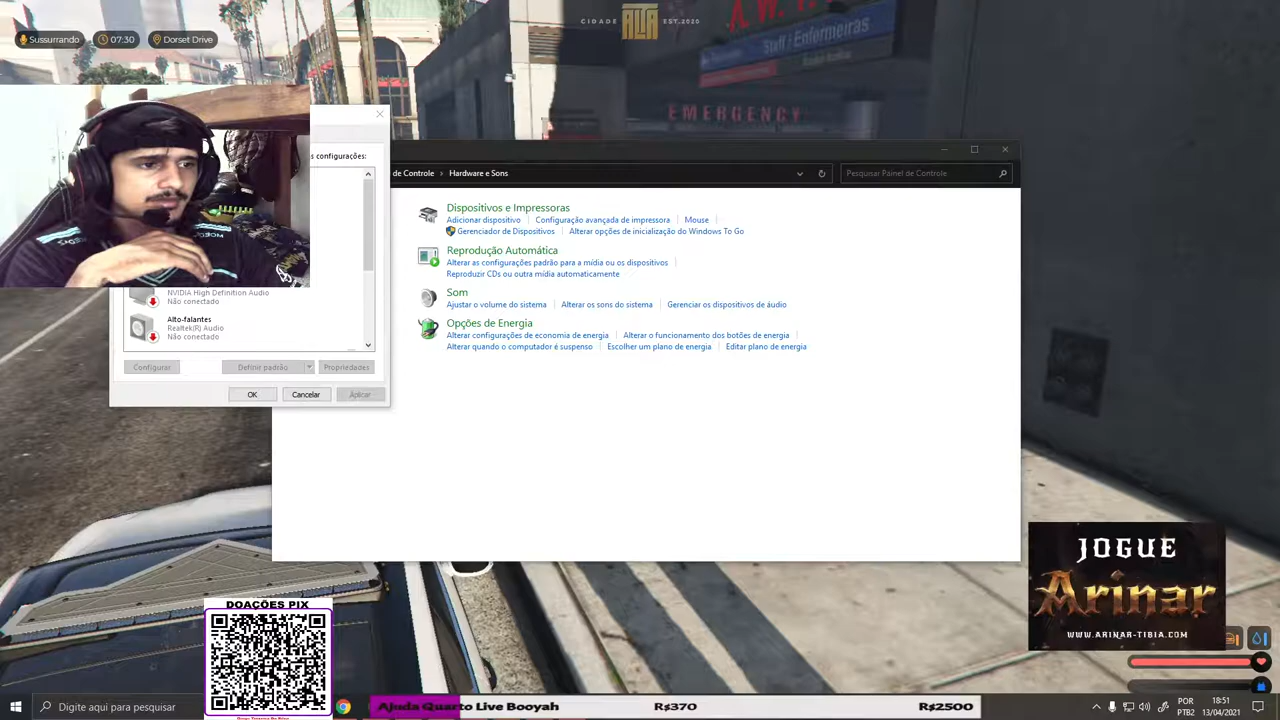 CIDADE ALTA EST.2020
Sussurrando
07:30
Dorset Drive
Staff / Enfermeiras
EMERGENCY
s configurações:
de Controle › Hardware e Sons
Pesquisar Painel de Controle
Dispositivos e Impressoras
Adicionar dispositivo
Configuração avançada de impressora
Mouse
Gerenciador de Dispositivos
Alterar opções de inicialização do Windows To Go
Reprodução Automática
Alterar as configurações padrão para a mídia ou os dispositivos
Reproduzir CDs ou outra mídia automaticamente
Som
Ajustar o volume do sistema
Alterar os sons do sistema
Gerenciar os dispositivos de áudio
Opções de Energia
Alterar configurações de economia de energia
Alterar o funcionamento dos botões de energia
Alterar quando o computador é suspenso
Escolher um plano de energia
Editar plano de energia
NVIDIA High Definition Audio
Não conectado
Alto-falantes
Realtek(R) Audio
Não conectado
Configurar
Definir padrão
Propriedades
OK
Cancelar
Aplicar
JOGUE
Arinar
WWW.ARINAR-TIBIA.COM
DOAÇÕES PIX
Digite aqui para pesquisar
Ajuda Quarto Live Booyah
R$370
R$2500
POR
PTB2
18:51
13/04/2021